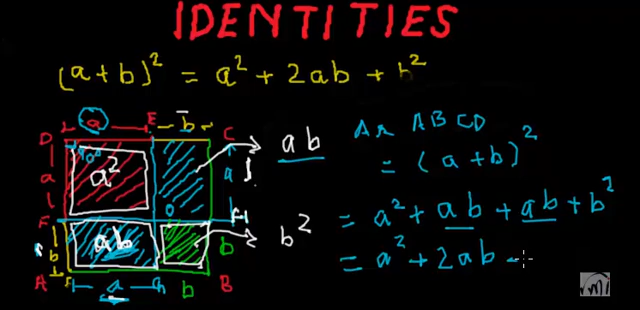 IDENTITIES
(a+b)² = a² + 2ab + b²
a
E
b
D
C
a²
ab
a
a
Ar ABCD
= (a+b)²
F
O
H
ab
b²
b
b
= a² + ab + ab + b²
= a² + 2ab -
A
a
b
B